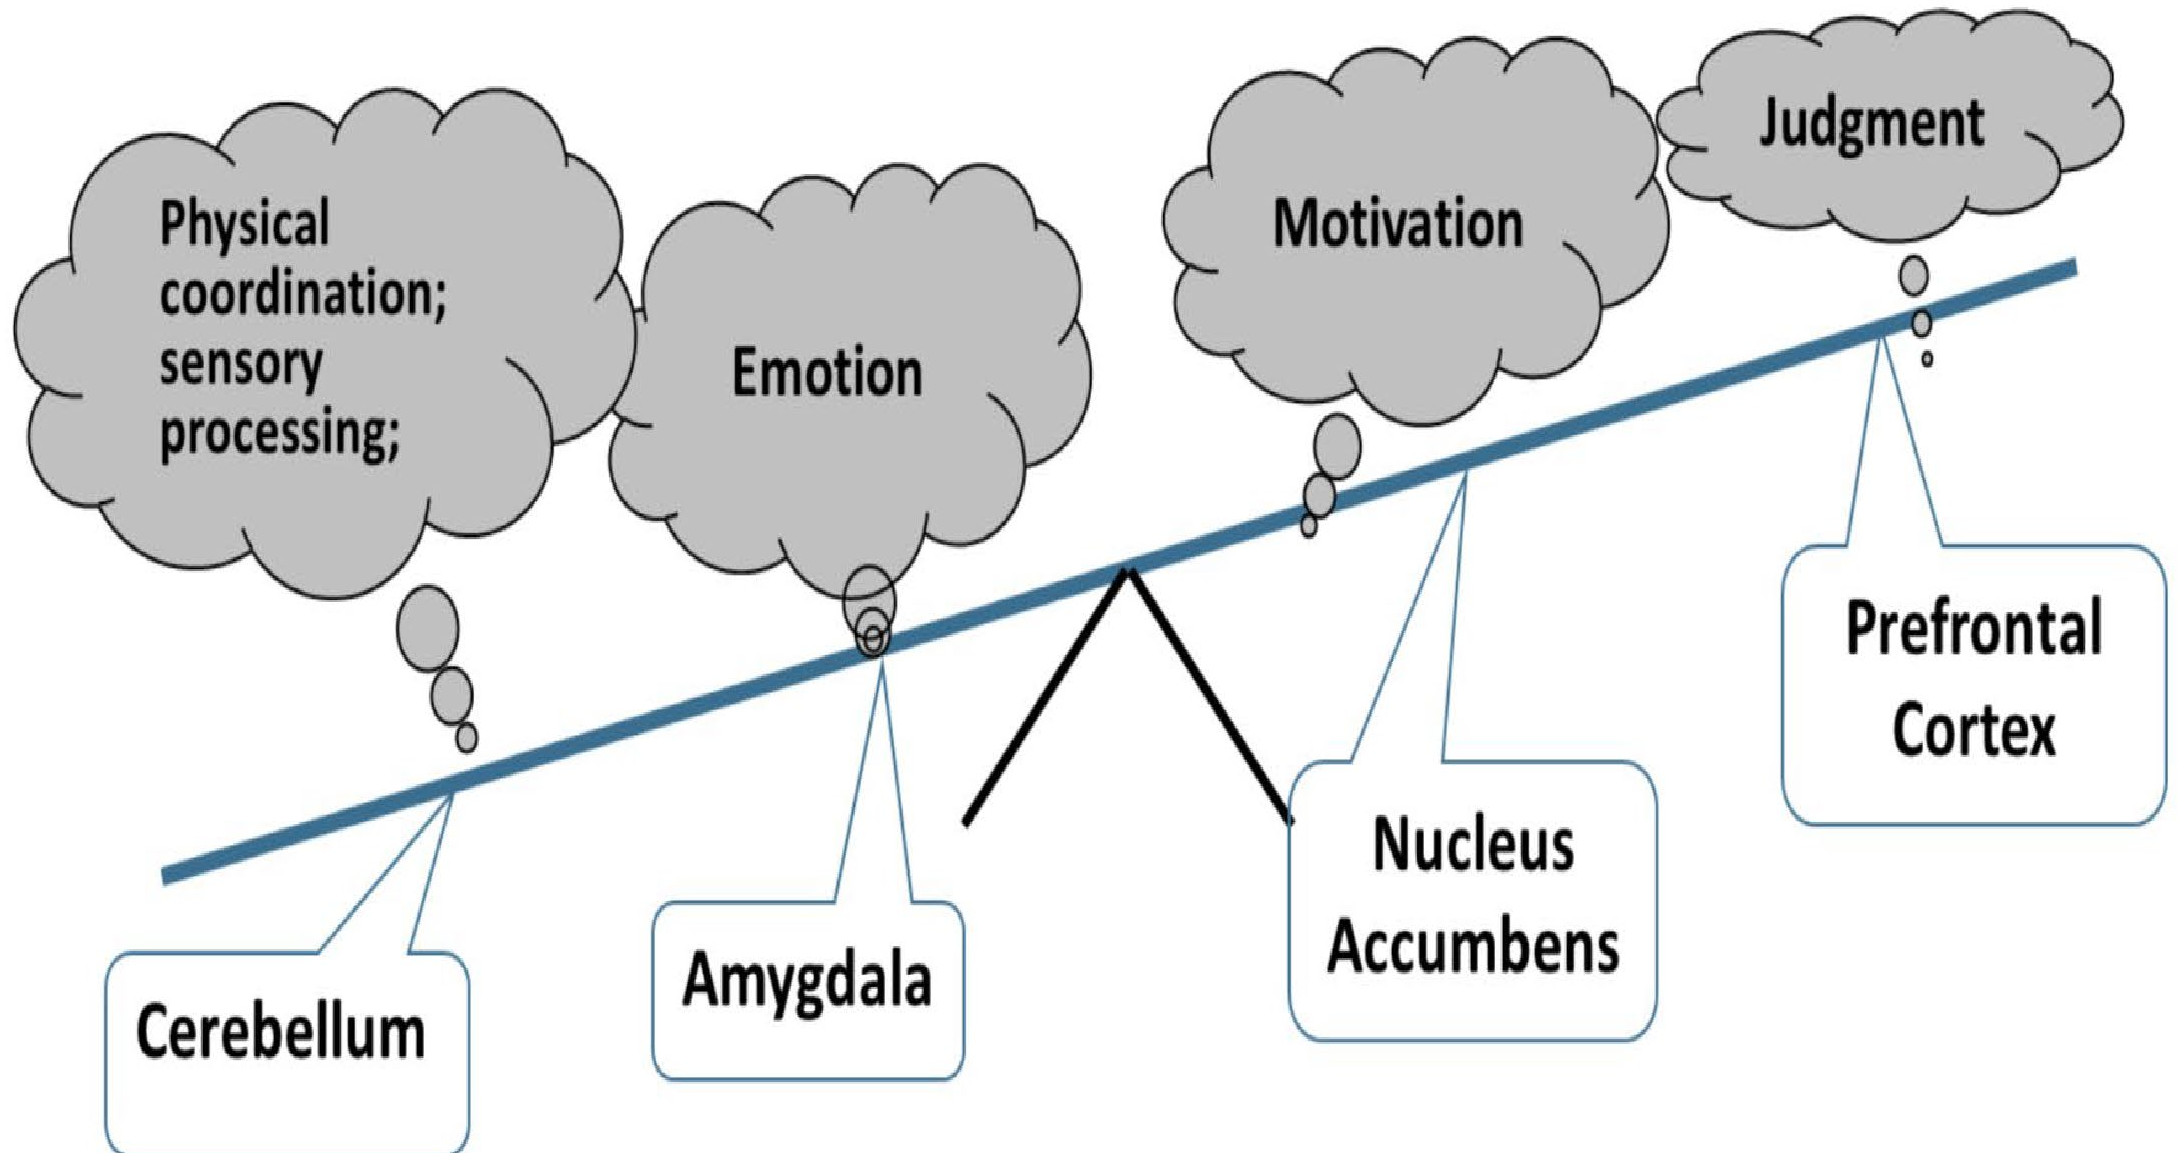 Physical
coordination;
sensory
processing;
Emotion
Motivation
Judgment
Cerebellum
Amygdala
Nucleus
Accumbens
Prefrontal
Cortex